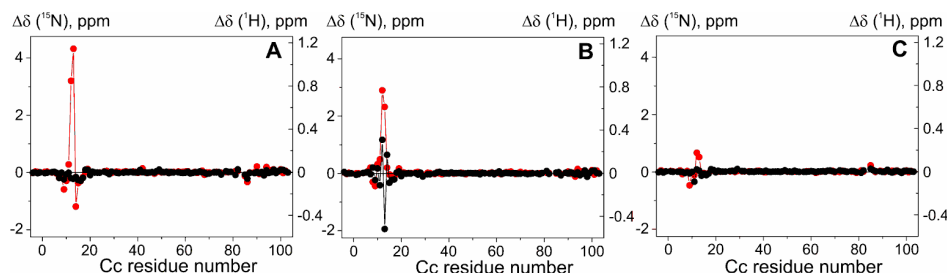 Δδ (¹⁵N), ppm Δδ (¹H), ppm Δδ (¹⁵N), ppm Δδ (¹H), ppm Δδ (¹⁵N), ppm Δδ (¹H), ppm
A B C
4 1.2 4 1.2 4 1.2
0.8 0.8 0.8
2 2 2
0.4 0.4 0.4
0 0 0 0 0 0
-0.4 -0.4 -0.4
-2 -2 -2
0 20 40 60 80 100 0 20 40 60 80 100 0 20 40 60 80 100
Cc residue number Cc residue number Cc residue number